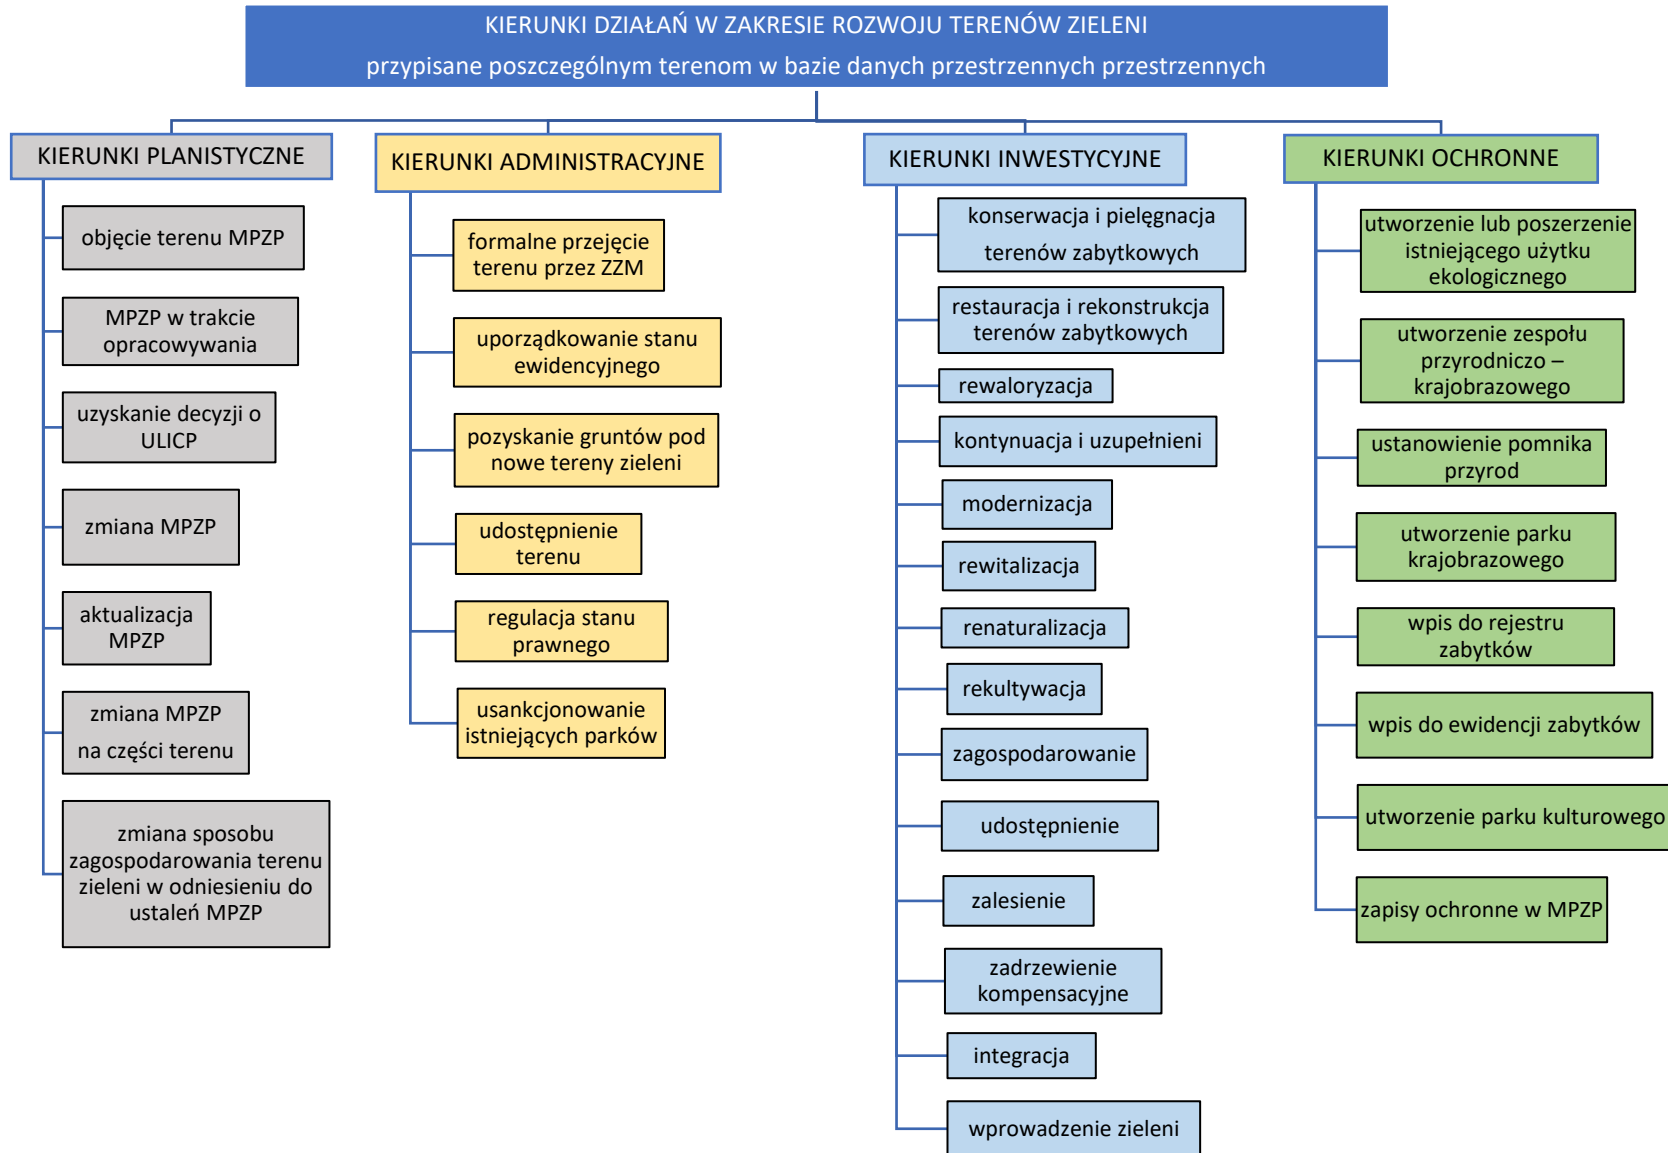 KIERUNKI DZIAŁAŃ W ZAKRESIE ROZWOJU TERENÓW ZIELENI
przypisane poszczególnym terenom w bazie danych przestrzennych przestrzennych
KIERUNKI PLANISTYCZNE
objęcie terenu MPZP
MPZP w trakcie
opracowywania
uzyskanie decyzji o
ULICP
zmiana MPZP
aktualizacja
MPZP
zmiana MPZP
na części terenu
zmiana sposobu
zagospodarowania terenu
zieleni w odniesieniu do
ustaleń MPZP
KIERUNKI ADMINISTRACYJNE
formalne przejęcie
terenu przez ZZM
uporządkowanie stanu
ewidencyjnego
pozyskanie gruntów pod
nowe tereny zieleni
udostępnienie
terenu
regulacja stanu
prawnego
usankcjonowanie
istniejących parków
KIERUNKI INWESTYCYJNE
konserwacja i pielęgnacja
terenów zabytkowych
restauracja i rekonstrukcja
terenów zabytkowych
rewaloryzacja
kontynuacja i uzupełnieni
modernizacja
rewitalizacja
renaturalizacja
rekultywacja
zagospodarowanie
udostępnienie
zalesienie
zadrzewienie
kompensacyjne
integracja
wprowadzenie zieleni
KIERUNKI OCHRONNE
utworzenie lub poszerzenie
istniejącego użytku
ekologicznego
utworzenie zespołu
przyrodniczo –
krajobrazowego
ustanowienie pomnika
przyrod
utworzenie parku
krajobrazowego
wpis do rejestru
zabytków
wpis do ewidencji zabytków
utworzenie parku kulturowego
zapisy ochronne w MPZP